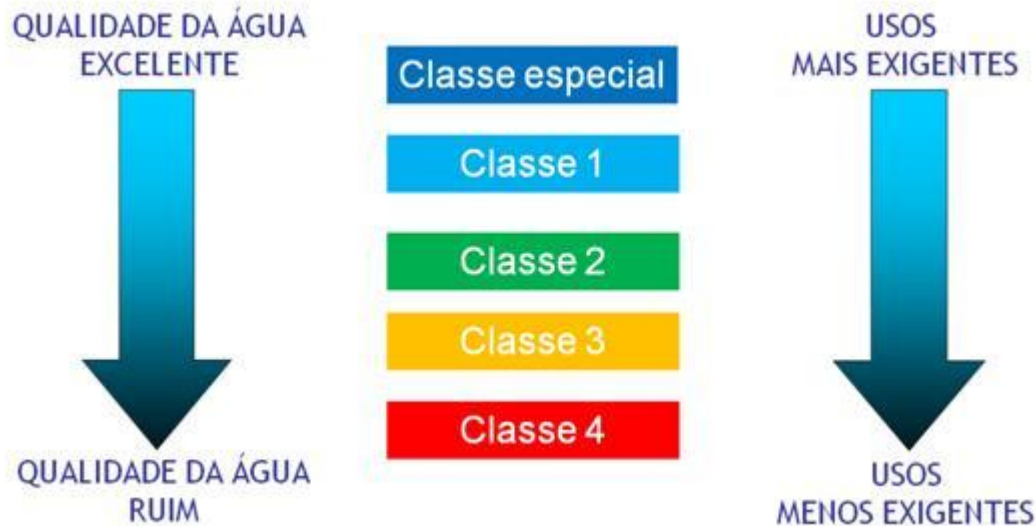 QUALIDADE DA ÁGUA
EXCELENTE
USOS
MAIS EXIGENTES
Classe especial
Classe 1
Classe 2
Classe 3
Classe 4
QUALIDADE DA ÁGUA
RUIM
USOS
MENOS EXIGENTES